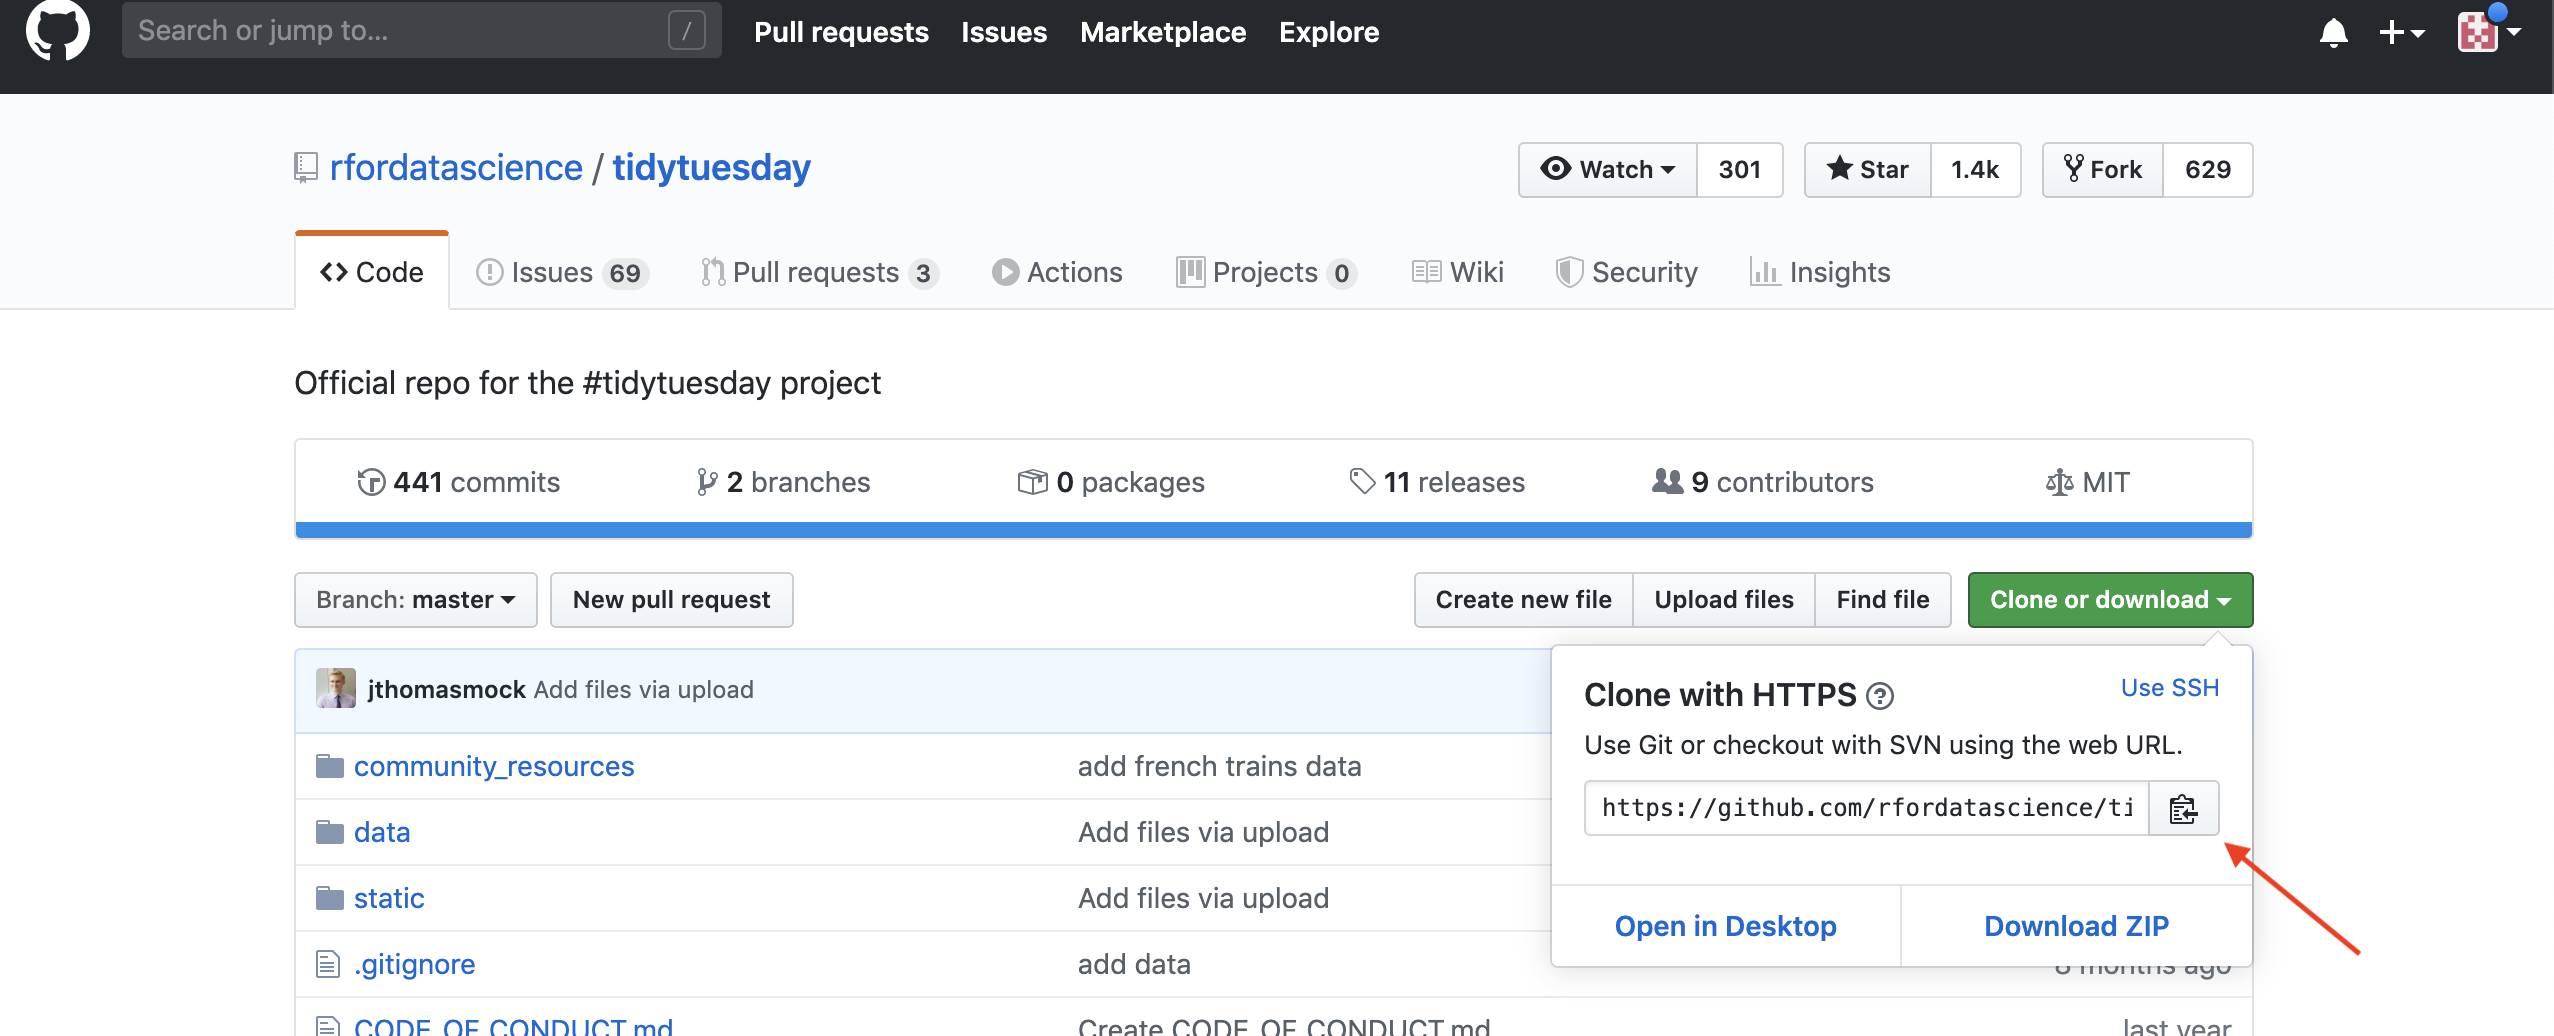 Search or jump to... /
Pull requests Issues Marketplace Explore
rfordatascience / tidytuesday
Watch 301 Star 1.4k Fork 629
Code Issues 69 Pull requests 3 Actions Projects 0 Wiki Security Insights
Official repo for the #tidytuesday project
441 commits 2 branches 0 packages 11 releases 9 contributors MIT
Branch: master New pull request Create new file Upload files Find file Clone or download
jthomasmock Add files via upload
Clone with HTTPS ? Use SSH
Use Git or checkout with SVN using the web URL.
https://github.com/rfordatascience/ti
Open in Desktop Download ZIP
community_resources add french trains data
data Add files via upload
static Add files via upload
.gitignore add data months ago
CODE_OF_CONDUCT.md Create CODE_OF_CONDUCT.md last year